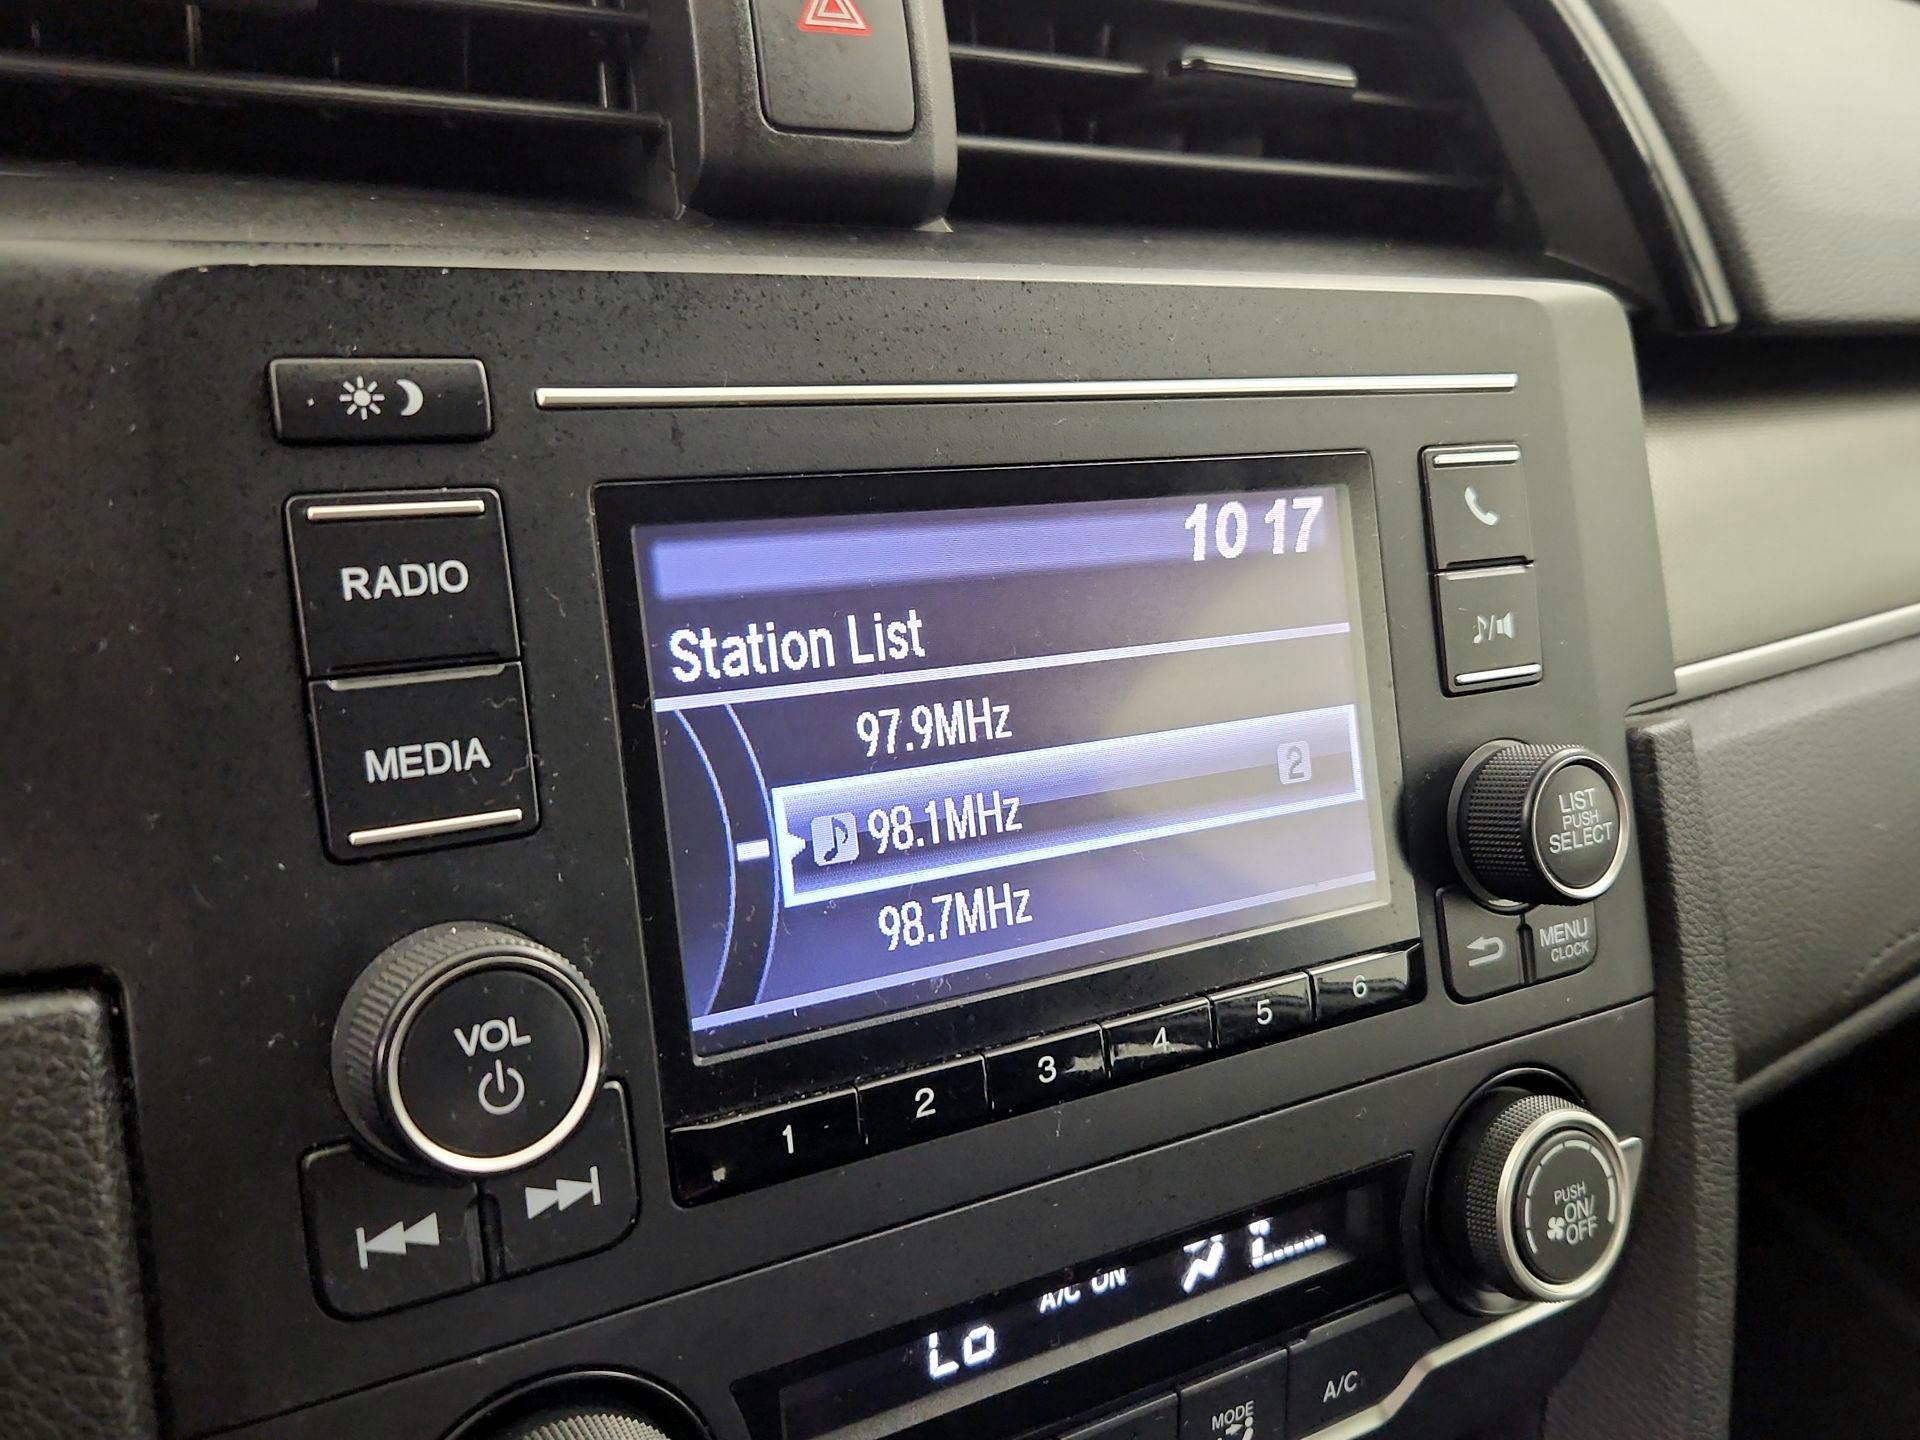 10 17
RADIO
Station List
97.9MHz
MEDIA
98.1MHz 2
LIST
PUSH
SELECT
98.7MHz
MENU
CLOCK
VOL
1 2 3 4 5 6
PUSH
ON/
OFF
A/C ON
Lo
A/C
MODE